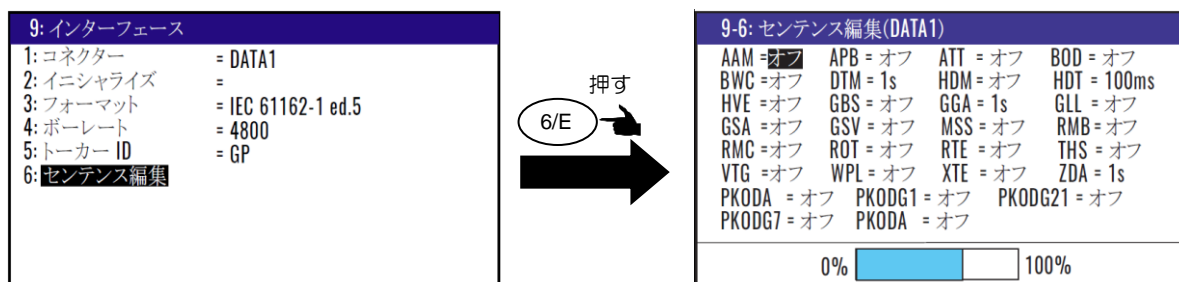 9: インターフェース
1: コネクター = DATA1
2: イニシャライズ =
3: フォーマット = IEC 61162-1 ed.5
4: ボーレート = 4800
5: トーカー ID = GP
6: センテンス編集
押す
6/E
9-6: センテンス編集(DATA1)
AAM =オフ APB = オフ ATT = オフ BOD = オフ
BWC =オフ DTM = 1s HDM = オフ HDT = 100ms
HVE =オフ GBS = オフ GGA = 1s GLL = オフ
GSA =オフ GSV = オフ MSS = オフ RMB= オフ
RMC =オフ ROT = オフ RTE = オフ THS = オフ
VTG =オフ WPL = オフ XTE = オフ ZDA = 1s
PKODA = オフ PKODG1 = オフ PKODG21 = オフ
PKODG7 = オフ PKODA = オフ
0% 100%